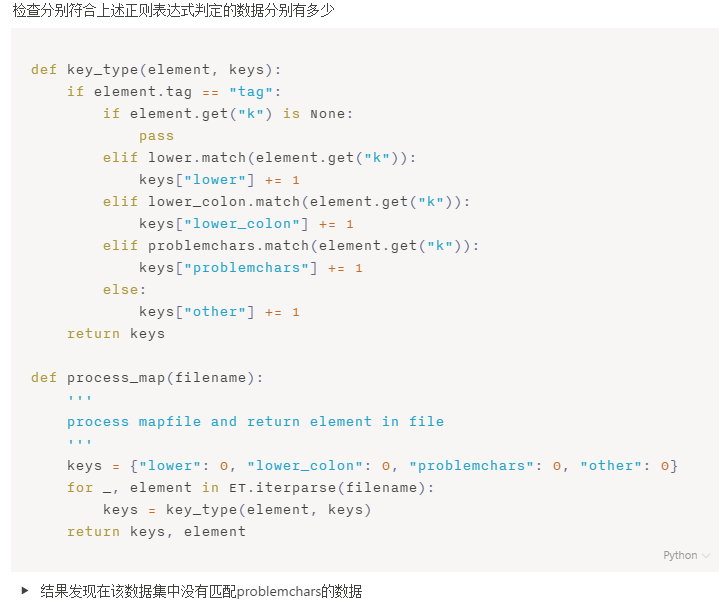 检查分别符合上述正则表达式判定的数据分别有多少
def key_type(element, keys):
    if element.tag == "tag":
        if element.get("k") is None:
            pass
        elif lower.match(element.get("k")):
            keys["lower"] += 1
        elif lower_colon.match(element.get("k")):
            keys["lower_colon"] += 1
        elif problemchars.match(element.get("k")):
            keys["problemchars"] += 1
        else:
            keys["other"] += 1
    return keys
def process_map(filename):
    '''
    process mapfile and return element in file
    '''
    keys = {"lower": 0, "lower_colon": 0, "problemchars": 0, "other": 0}
    for _, element in ET.iterparse(filename):
        keys = key_type(element, keys)
    return keys, element
Python
结果发现在该数据集中没有匹配problemchars的数据